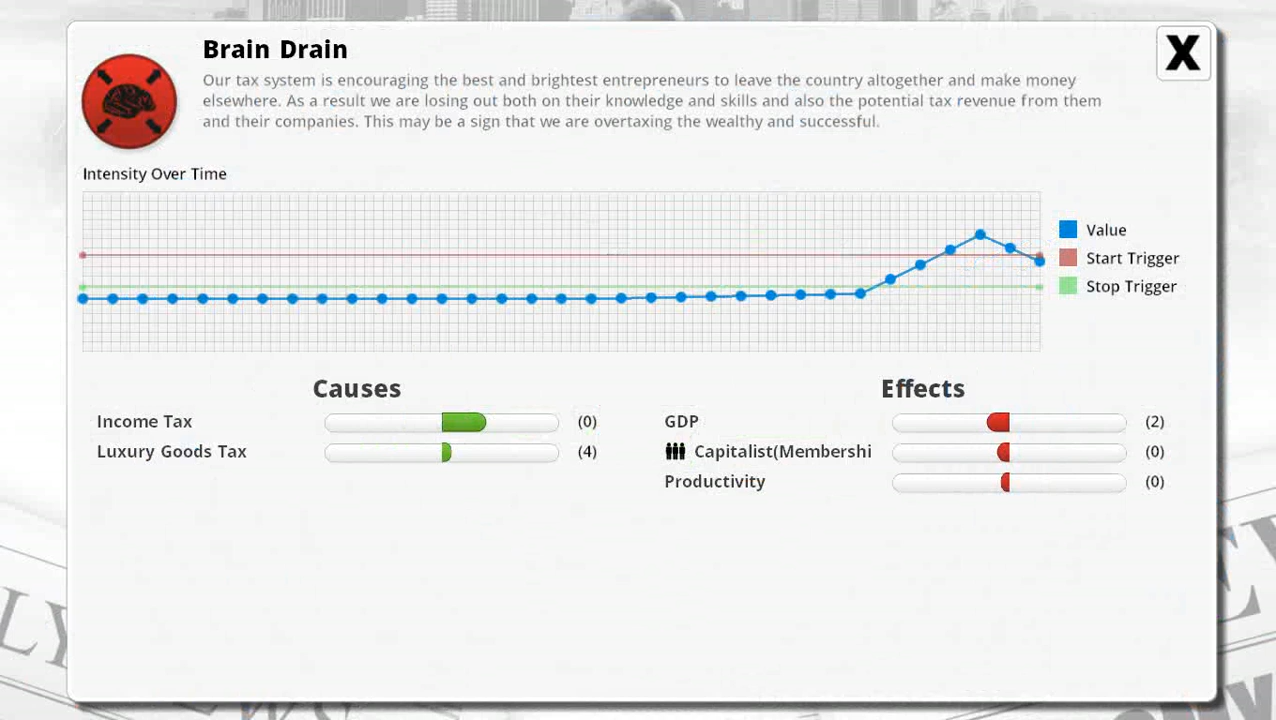 Brain Drain
X
Our tax system is encouraging the best and brightest entrepreneurs to leave the country altogether and make money
elsewhere. As a result we are losing out both on their knowledge and skills and also the potential tax revenue from them
and their companies. This may be a sign that we are overtaxing the wealthy and successful.
Intensity Over Time
Value
Start Trigger
Stop Trigger
Causes
Effects
Income Tax (0)
GDP (2)
Luxury Goods Tax (4)
Capitalist(Membershi (0)
Productivity (0)